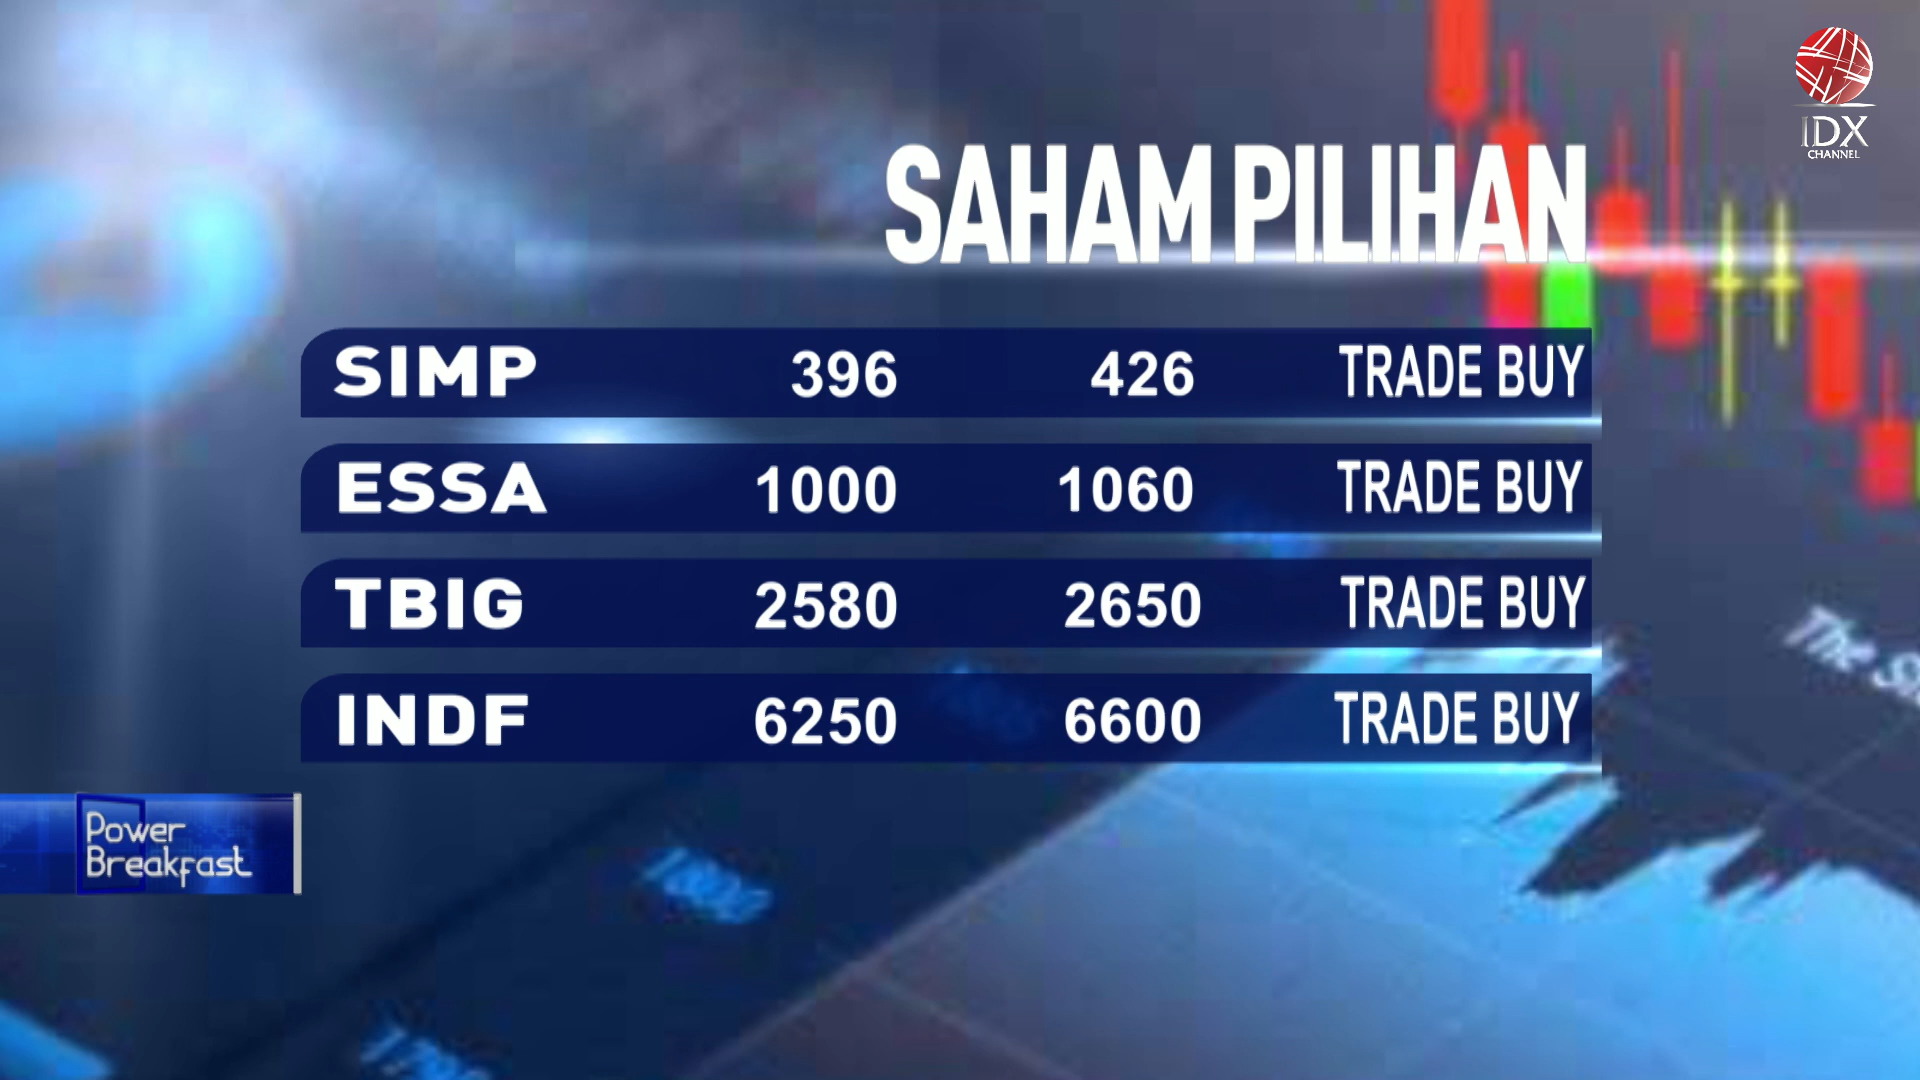 IDX
CHANNEL
SAHAM PILIHAN
SIMP 396 426 TRADE BUY
ESSA 1000 1060 TRADE BUY
TBIG 2580 2650 TRADE BUY
INDF 6250 6600 TRADE BUY
The
Power
Breakfast